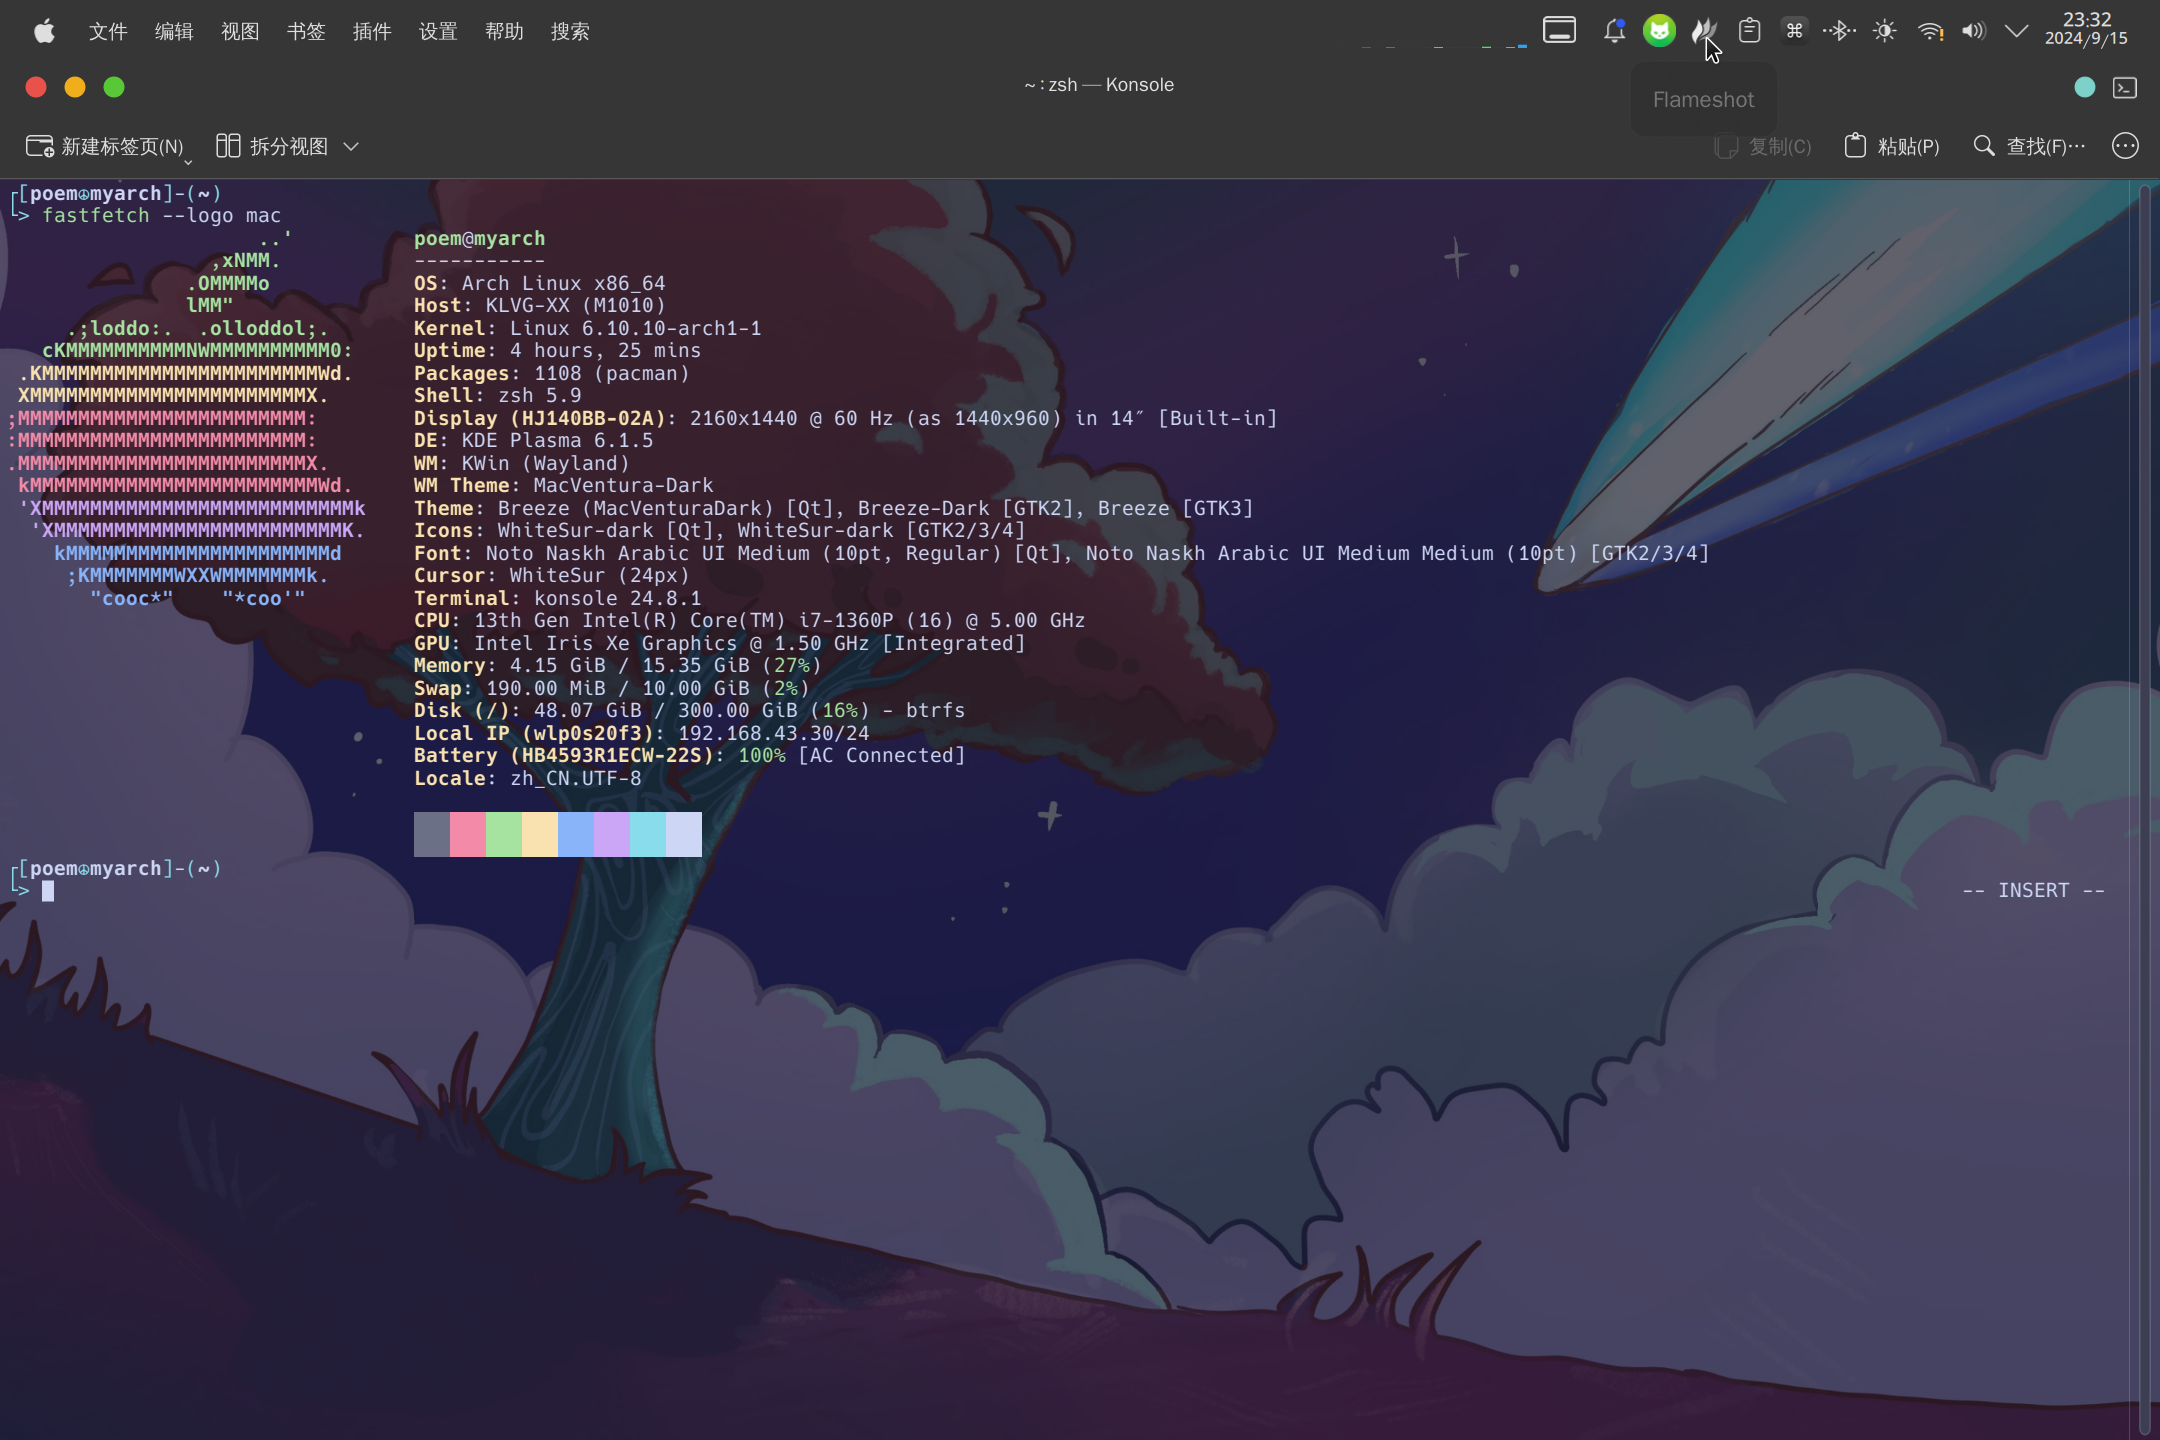 文件 编辑 视图 书签 插件 设置 帮助 搜索
23:32
2024/9/15
~ : zsh — Konsole
Flameshot
新建标签页(N) 拆分视图 复制(C) 粘贴(P) 查找(F)…
┌[poem☮myarch]-(~)
└> fastfetch --logo mac
..'
,xNMM.
.OMMMMo
lMM"
.;loddo:.  .olloddol;.
cKMMMMMMMMMMNWMMMMMMMMMM0:
.KMMMMMMMMMMMMMMMMMMMMMMMWd.
XMMMMMMMMMMMMMMMMMMMMMMMX.
;MMMMMMMMMMMMMMMMMMMMMMMM:
:MMMMMMMMMMMMMMMMMMMMMMMM:
.MMMMMMMMMMMMMMMMMMMMMMMMX.
kMMMMMMMMMMMMMMMMMMMMMMMMWd.
'XMMMMMMMMMMMMMMMMMMMMMMMMMMk
'XMMMMMMMMMMMMMMMMMMMMMMMMK.
kMMMMMMMMMMMMMMMMMMMMMMd
;KMMMMMMMWXXWMMMMMMMk.
"cooc*"    "*coo'"
poem@myarch
-----------
OS: Arch Linux x86_64
Host: KLVG-XX (M1010)
Kernel: Linux 6.10.10-arch1-1
Uptime: 4 hours, 25 mins
Packages: 1108 (pacman)
Shell: zsh 5.9
Display (HJ140BB-02A): 2160x1440 @ 60 Hz (as 1440x960) in 14″ [Built-in]
DE: KDE Plasma 6.1.5
WM: KWin (Wayland)
WM Theme: MacVentura-Dark
Theme: Breeze (MacVenturaDark) [Qt], Breeze-Dark [GTK2], Breeze [GTK3]
Icons: WhiteSur-dark [Qt], WhiteSur-dark [GTK2/3/4]
Font: Noto Naskh Arabic UI Medium (10pt, Regular) [Qt], Noto Naskh Arabic UI Medium Medium (10pt) [GTK2/3/4]
Cursor: WhiteSur (24px)
Terminal: konsole 24.8.1
CPU: 13th Gen Intel(R) Core(TM) i7-1360P (16) @ 5.00 GHz
GPU: Intel Iris Xe Graphics @ 1.50 GHz [Integrated]
Memory: 4.15 GiB / 15.35 GiB (27%)
Swap: 190.00 MiB / 10.00 GiB (2%)
Disk (/): 48.07 GiB / 300.00 GiB (16%) - btrfs
Local IP (wlp0s20f3): 192.168.43.30/24
Battery (HB4593R1ECW-22S): 100% [AC Connected]
Locale: zh_CN.UTF-8
┌[poem☮myarch]-(~)
└>
-- INSERT --